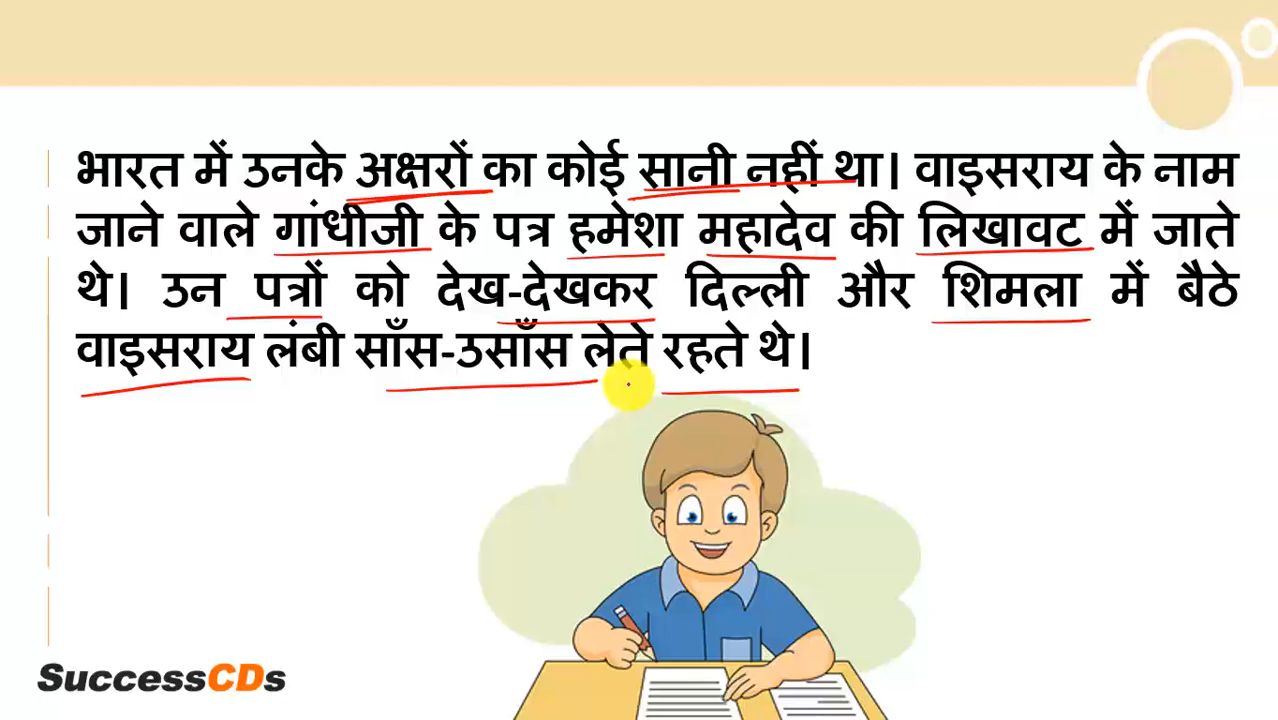 भारत में उनके अक्षरों का कोई सानी नहीं था। वाइसराय के नाम
जाने वाले गांधीजी के पत्र हमेशा महादेव की लिखावट में जाते
थे। उन पत्रों को देख-देखकर दिल्ली और शिमला में बैठे
वाइसराय लंबी साँस-उसाँस लेते रहते थे।
SuccessCDs